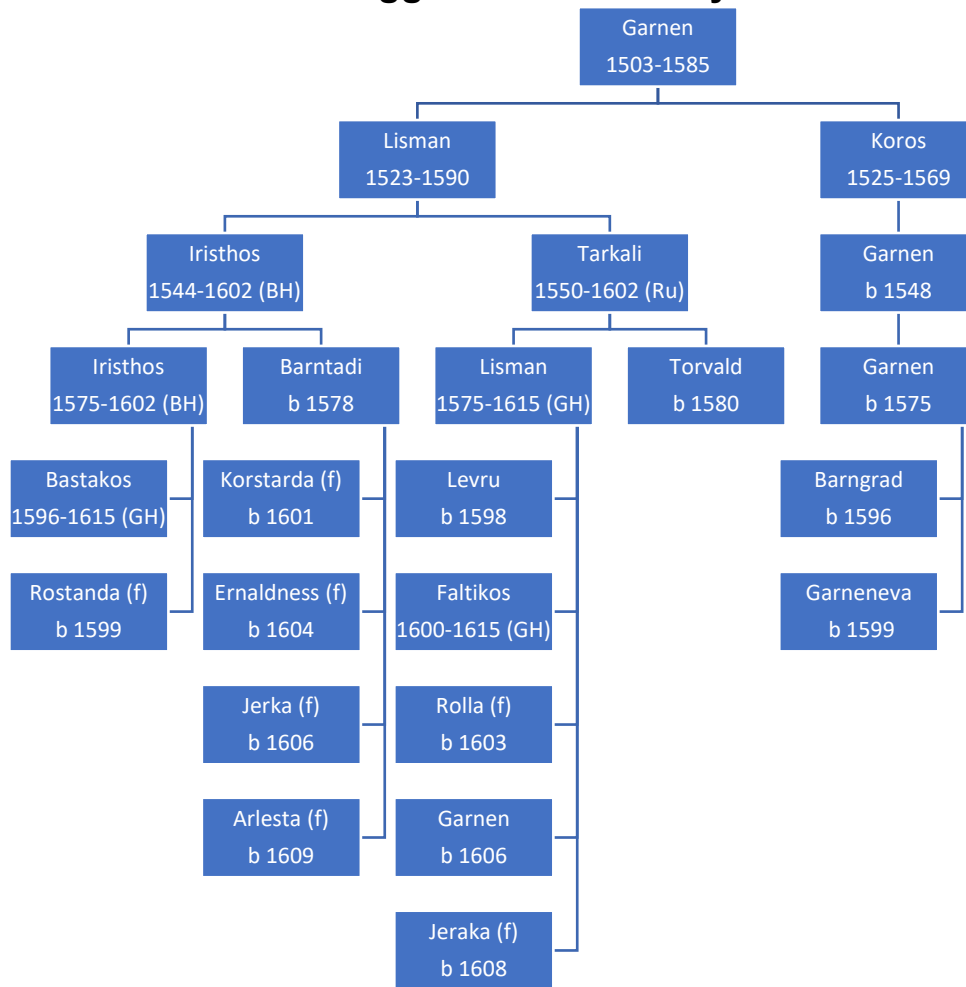 Garnen
1503-1585
Lisman
1523-1590
Koros
1525-1569
Iristhos
1544-1602 (BH)
Tarkali
1550-1602 (Ru)
Garnen
b 1548
Iristhos
1575-1602 (BH)
Barntadi
b 1578
Lisman
1575-1615 (GH)
Torvald
b 1580
Garnen
b 1575
Bastakos
1596-1615 (GH)
Korstarda (f)
b 1601
Levru
b 1598
Barngrad
b 1596
Rostanda (f)
b 1599
Ernaldness (f)
b 1604
Faltikos
1600-1615 (GH)
Garneneva
b 1599
Jerka (f)
b 1606
Rolla (f)
b 1603
Arlesta (f)
b 1609
Garnen
b 1606
Jeraka (f)
b 1608